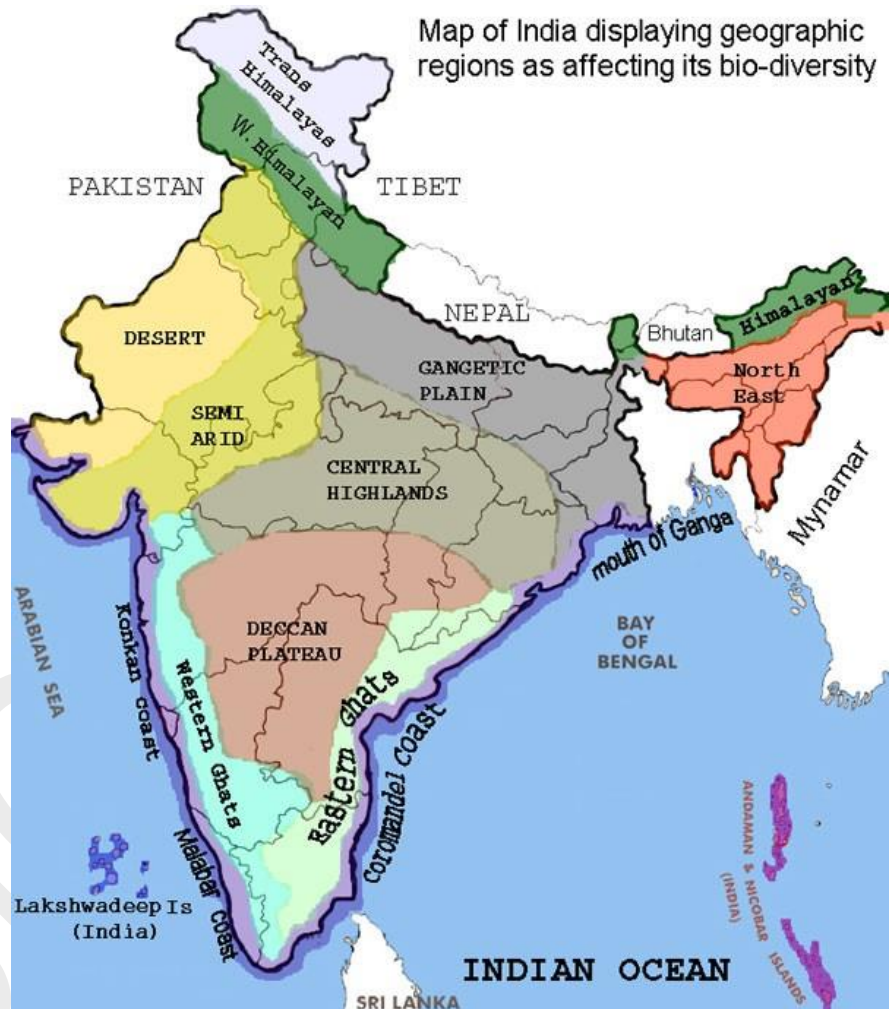 Map of India displaying geographic
regions as affecting its bio-diversity
Trans
Himalayas
W. Himalayan
PAKISTAN
TIBET
NEPAL
Bhutan
Himalayan
DESERT
GANGETIC
PLAIN
North
East
SEMI
ARID
CENTRAL
HIGHLANDS
Mynamar
mouth of Ganga
ARABIAN SEA
Konkan coast
Western Ghats
DECCAN
PLATEAU
BAY
OF
BENGAL
Eastern Ghats
Coromandel Coast
Malabar coast
Lakshwadeep Is
(India)
ANDAMAN & NICOBAR ISLANDS
(INDIA)
INDIAN OCEAN
SRI LANKA